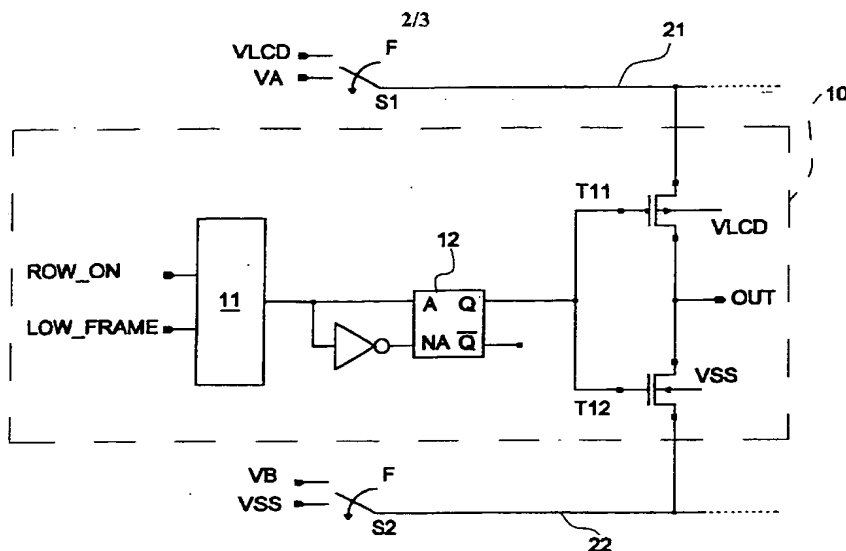 2/3
VLCD
F
21
VA
S1
10
T11
VLCD
12
ROW_ON
11
A Q
OUT
LOW_FRAME
NA Q̅
VSS
T12
VB
F
VSS
S2
22